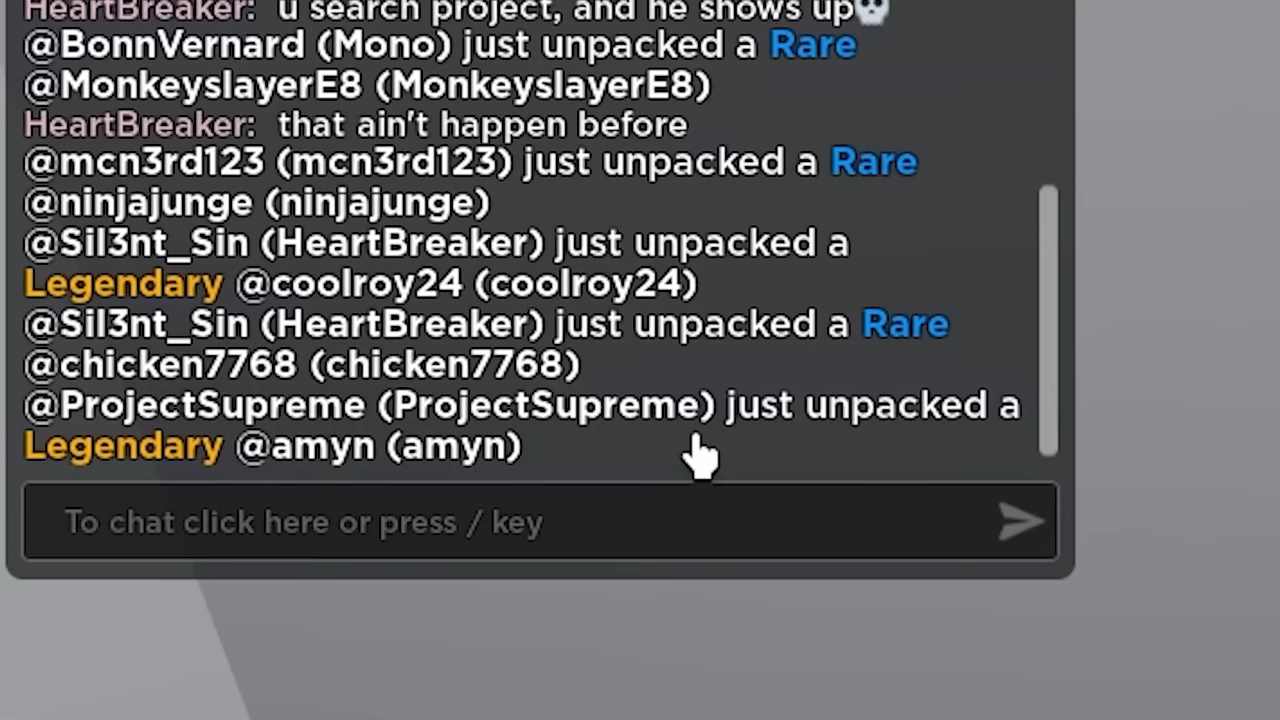 HeartBreaker: u search project, and he shows up💀
@BonnVernard (Mono) just unpacked a Rare
@MonkeyslayerE8 (MonkeyslayerE8)
HeartBreaker: that ain't happen before
@mcn3rd123 (mcn3rd123) just unpacked a Rare
@ninjajunge (ninjajunge)
@Sil3nt_Sin (HeartBreaker) just unpacked a
Legendary @coolroy24 (coolroy24)
@Sil3nt_Sin (HeartBreaker) just unpacked a Rare
@chicken7768 (chicken7768)
@ProjectSupreme (ProjectSupreme) just unpacked a
Legendary @amyn (amyn)
To chat click here or press / key